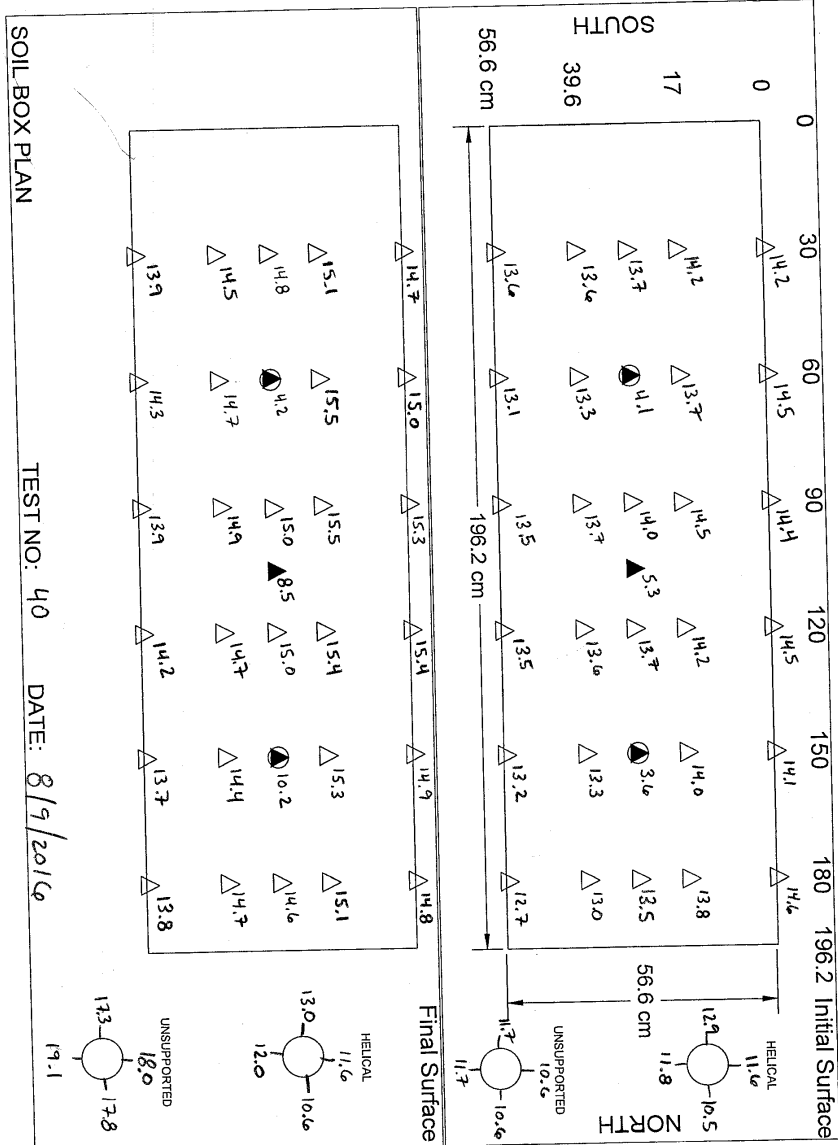 0 30 60 90 120 150 180 196.2 Initial Surface
SOUTH
NORTH
0 14.2 14.5 14.4 14.5 14.1 14.6
17 14.2 13.7 14.5 14.2 14.0 13.8
13.7 4.1 14.0 5.3 13.7 3.6 13.5
39.6 13.6 13.3 13.7 13.6 13.3 13.0
56.6 cm 13.6 13.1 13.5 13.5 13.2 12.7
196.2 cm
56.6 cm
HELICAL
11.6
12.9 10.5
11.8
UNSUPPORTED
10.6
11.7 10.6
11.7
Final Surface
14.7 15.0 15.3 15.4 14.9 14.8
15.1 15.5 15.5 15.4 15.3 15.1
14.8 4.2 15.0 8.5 15.0 10.2 14.6
14.5 14.7 14.9 14.7 14.4 14.7
13.9 14.3 13.9 14.2 13.7 13.8
HELICAL
11.6
13.0 10.6
12.0
UNSUPPORTED
18.0
17.3 17.8
19.1
SOIL BOX PLAN TEST NO: 40 DATE: 8/9/2016